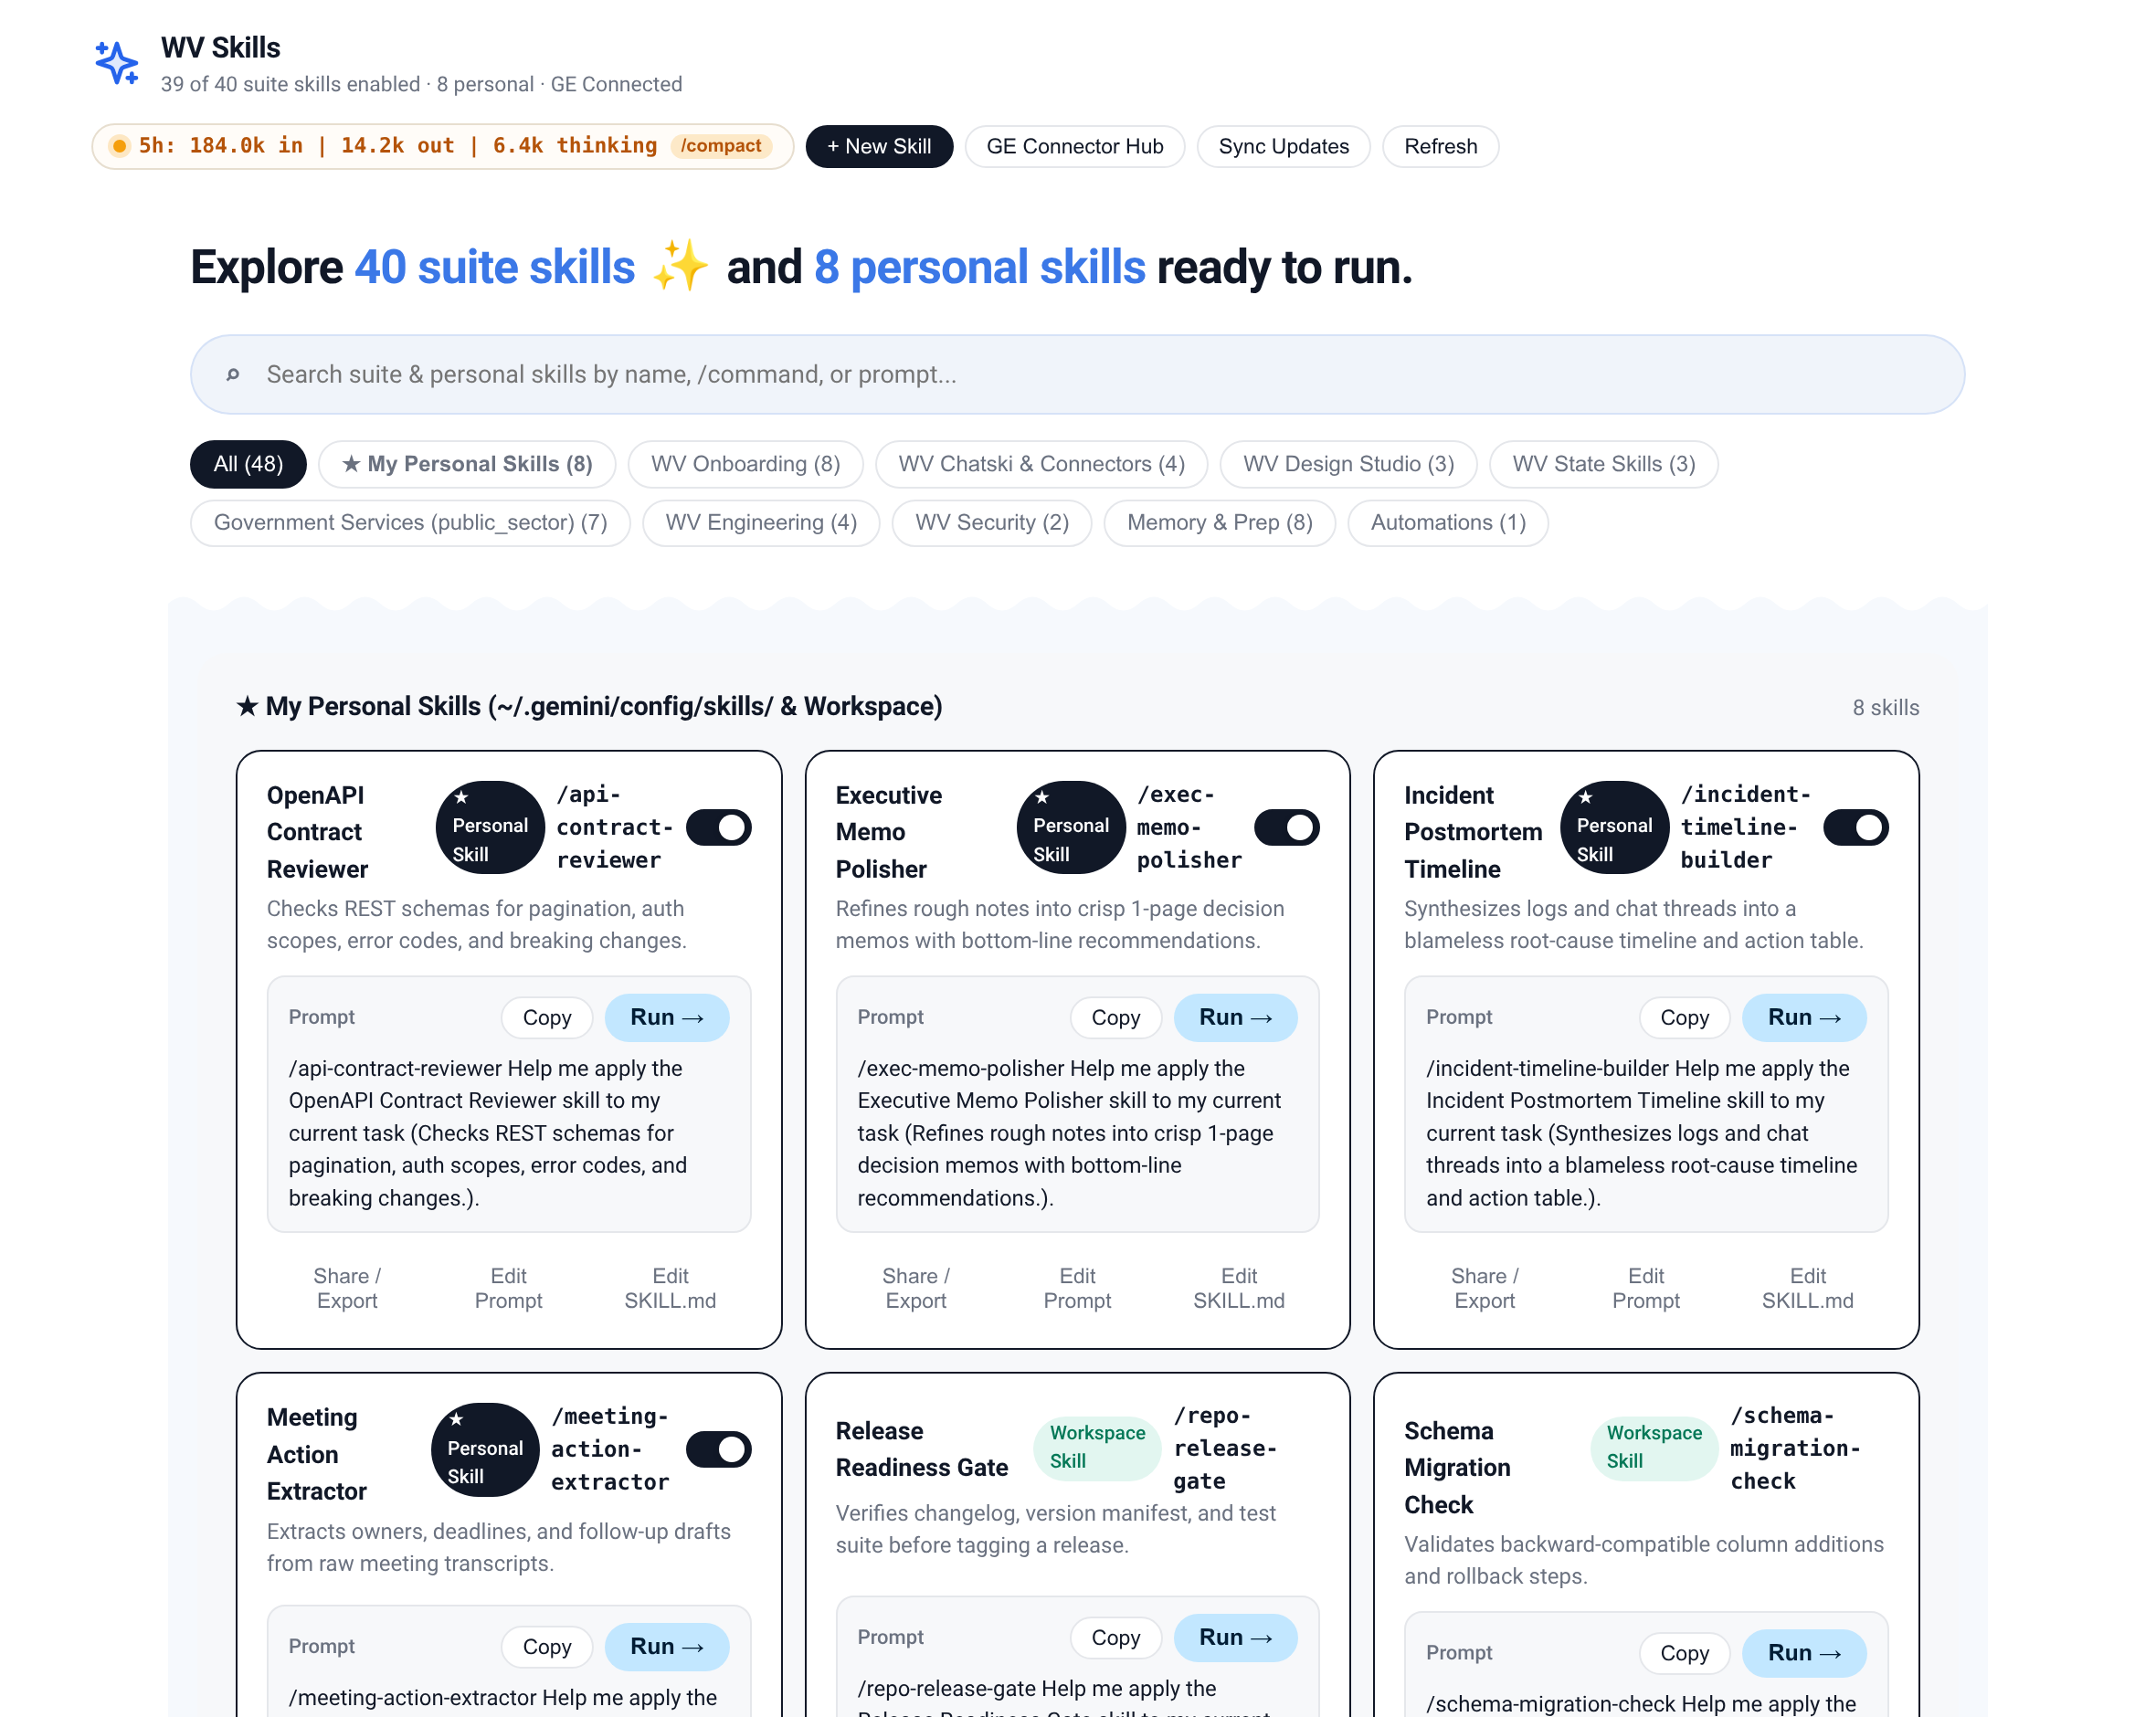 WV Skills
39 of 40 suite skills enabled · 8 personal · GE Connected
5h: 184.0k in | 14.2k out | 6.4k thinking /compact
+ New Skill
GE Connector Hub
Sync Updates
Refresh
Explore 40 suite skills ✨ and 8 personal skills ready to run.
Search suite & personal skills by name, /command, or prompt...
All (48)
★ My Personal Skills (8)
WV Onboarding (8)
WV Chatski & Connectors (4)
WV Design Studio (3)
WV State Skills (3)
Government Services (public_sector) (7)
WV Engineering (4)
WV Security (2)
Memory & Prep (8)
Automations (1)
★ My Personal Skills (~/.gemini/config/skills/ & Workspace)
8 skills
OpenAPI
Contract
Reviewer
★
Personal
Skill
/api-
contract-
reviewer
Checks REST schemas for pagination, auth
scopes, error codes, and breaking changes.
Prompt
Copy
Run →
/api-contract-reviewer Help me apply the
OpenAPI Contract Reviewer skill to my
current task (Checks REST schemas for
pagination, auth scopes, error codes, and
breaking changes.).
Share /
Export
Edit
Prompt
Edit
SKILL.md
Executive
Memo
Polisher
★
Personal
Skill
/exec-
memo-
polisher
Refines rough notes into crisp 1-page decision
memos with bottom-line recommendations.
Prompt
Copy
Run →
/exec-memo-polisher Help me apply the
Executive Memo Polisher skill to my current
task (Refines rough notes into crisp 1-page
decision memos with bottom-line
recommendations.).
Share /
Export
Edit
Prompt
Edit
SKILL.md
Incident
Postmortem
Timeline
★
Personal
Skill
/incident-
timeline-
builder
Synthesizes logs and chat threads into a
blameless root-cause timeline and action table.
Prompt
Copy
Run →
/incident-timeline-builder Help me apply the
Incident Postmortem Timeline skill to my
current task (Synthesizes logs and chat
threads into a blameless root-cause timeline
and action table.).
Share /
Export
Edit
Prompt
Edit
SKILL.md
Meeting
Action
Extractor
★
Personal
Skill
/meeting-
action-
extractor
Extracts owners, deadlines, and follow-up drafts
from raw meeting transcripts.
Prompt
Copy
Run →
/meeting-action-extractor Help me apply the
Release
Readiness Gate
Workspace
Skill
/repo-
release-
gate
Verifies changelog, version manifest, and test
suite before tagging a release.
Prompt
Copy
Run →
/repo-release-gate Help me apply the
Release Readiness Gate skill to my current
Schema
Migration
Check
Workspace
Skill
/schema-
migration-
check
Validates backward-compatible column additions
and rollback steps.
Prompt
Copy
Run →
/schema-migration-check Help me apply the